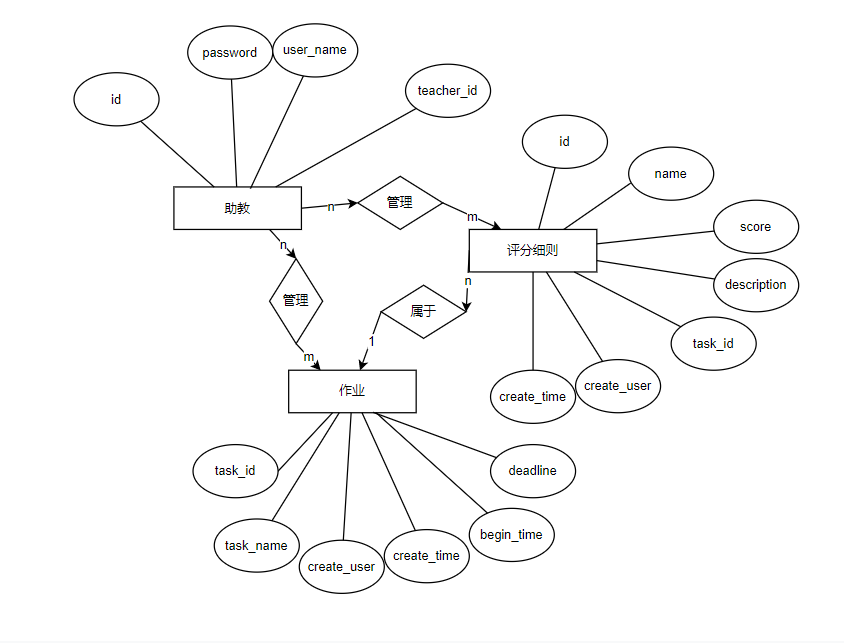 user_name
password
teacher_id
id
id
name
助教
n
管理
m
score
n
评分细则
description
管理
n
属于
1
task_id
m
作业
create_time
create_user
task_id
deadline
task_name
create_user
create_time
begin_time